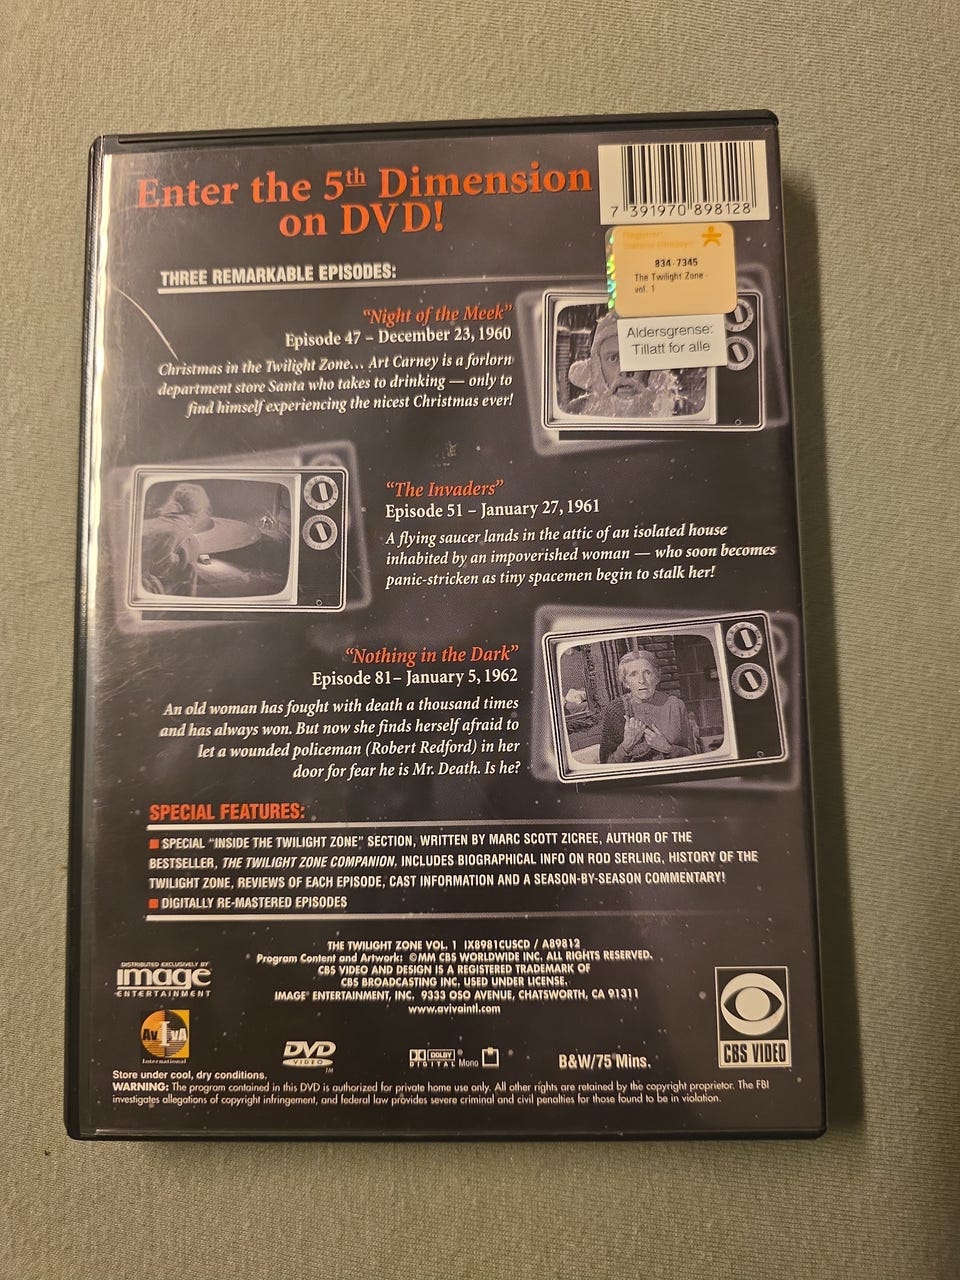 Enter the 5th Dimension
on DVD!
7 391970 898128
834-7345
The Twilight Zone -
vol. 1
Aldersgrense:
Tillatt for alle
THREE REMARKABLE EPISODES:
"Night of the Meek"
Episode 47 – December 23, 1960
Christmas in the Twilight Zone... Art Carney is a forlorn
department store Santa who takes to drinking — only to
find himself experiencing the nicest Christmas ever!
"The Invaders"
Episode 51 – January 27, 1961
A flying saucer lands in the attic of an isolated house
inhabited by an impoverished woman — who soon becomes
panic-stricken as tiny spacemen begin to stalk her!
"Nothing in the Dark"
Episode 81– January 5, 1962
An old woman has fought with death a thousand times
and has always won. But now she finds herself afraid to
let a wounded policeman (Robert Redford) in her
door for fear he is Mr. Death. Is he?
SPECIAL FEATURES:
SPECIAL "INSIDE THE TWILIGHT ZONE" SECTION, WRITTEN BY MARC SCOTT ZICREE, AUTHOR OF THE
BESTSELLER, THE TWILIGHT ZONE COMPANION. INCLUDES BIOGRAPHICAL INFO ON ROD SERLING, HISTORY OF THE
TWILIGHT ZONE, REVIEWS OF EACH EPISODE, CAST INFORMATION AND A SEASON-BY-SEASON COMMENTARY!
DIGITALLY RE-MASTERED EPISODES
THE TWILIGHT ZONE VOL. 1 IX8981CUSCD / A89812
Program Content and Artwork: ©MM CBS WORLDWIDE INC. ALL RIGHTS RESERVED.
CBS VIDEO AND DESIGN IS A REGISTERED TRADEMARK OF
CBS BROADCASTING INC. USED UNDER LICENSE.
IMAGE® ENTERTAINMENT, INC. 9333 OSO AVENUE, CHATSWORTH, CA 91311
www.avivaintl.com
DISTRIBUTED EXCLUSIVELY BY
image
ENTERTAINMENT
AvIvA
International
DVD
VIDEO
TM
DOLBY
DIGITAL Mono
B&W/75 Mins.
CBS VIDEO
Store under cool, dry conditions.
WARNING: The program contained in this DVD is authorized for private home use only. All other rights are retained by the copyright proprietor. The FBI
investigates allegations of copyright infringement, and federal law provides severe criminal and civil penalties for those found to be in violation.